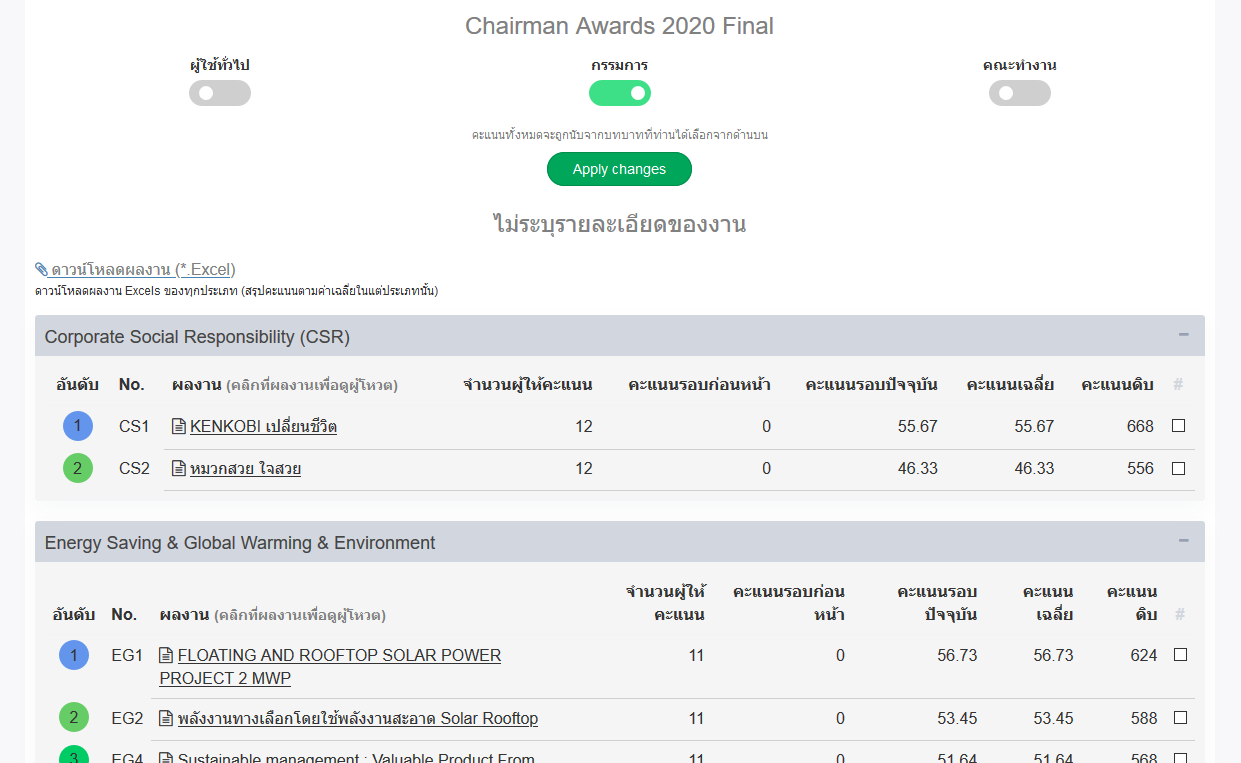 Chairman Awards 2020 Final
ผู้ใช้ทั่วไป กรรมการ คณะทำงาน
คะแนนทั้งหมดจะถูกนับจากบทบาทที่ท่านได้เลือกจากด้านบน
Apply changes
ไม่ระบุรายละเอียดของงาน
ดาวน์โหลดผลงาน (*.Excel)
ดาวน์โหลดผลงาน Excels ของทุกประเภท (สรุปคะแนนตามค่าเฉลี่ยในแต่ประเภทนั้น)
Corporate Social Responsibility (CSR)
อันดับ No. ผลงาน (คลิกที่ผลงานเพื่อดูผู้โหวต) จำนวนผู้ให้คะแนน คะแนนรอบก่อนหน้า คะแนนรอบปัจจุบัน คะแนนเฉลี่ย คะแนนดิบ #
1 CS1 KENKOBI เปลี่ยนชีวิต 12 0 55.67 55.67 668
2 CS2 หมวกสวย ใจสวย 12 0 46.33 46.33 556
Energy Saving & Global Warming & Environment
จำนวนผู้ให้ คะแนนรอบก่อน คะแนนรอบ คะแนน คะแนน
อันดับ No. ผลงาน (คลิกที่ผลงานเพื่อดูผู้โหวต) คะแนน หน้า ปัจจุบัน เฉลี่ย ดิบ #
1 EG1 FLOATING AND ROOFTOP SOLAR POWER 11 0 56.73 56.73 624
PROJECT 2 MWP
2 EG2 พลังงานทางเลือกโดยใช้พลังงานสะอาด Solar Rooftop 11 0 53.45 53.45 588
3 EG4 Sustainable management : Valuable Product From 11 0 51.64 51.64 568